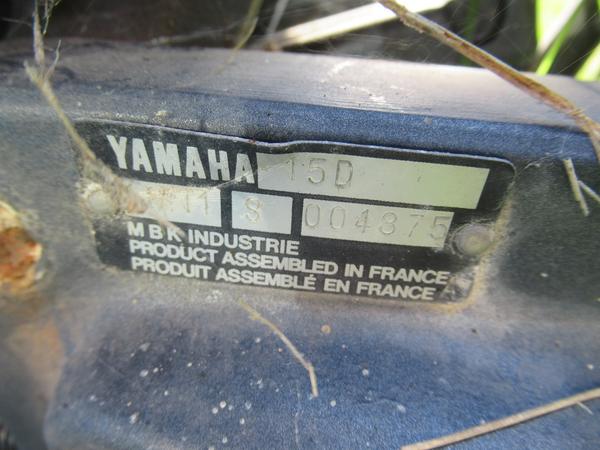 YAMAHA 15D
S 004875
MBK INDUSTRIE
PRODUCT ASSEMBLED IN FRANCE
PRODUIT ASSEMBLÉ EN FRANCE